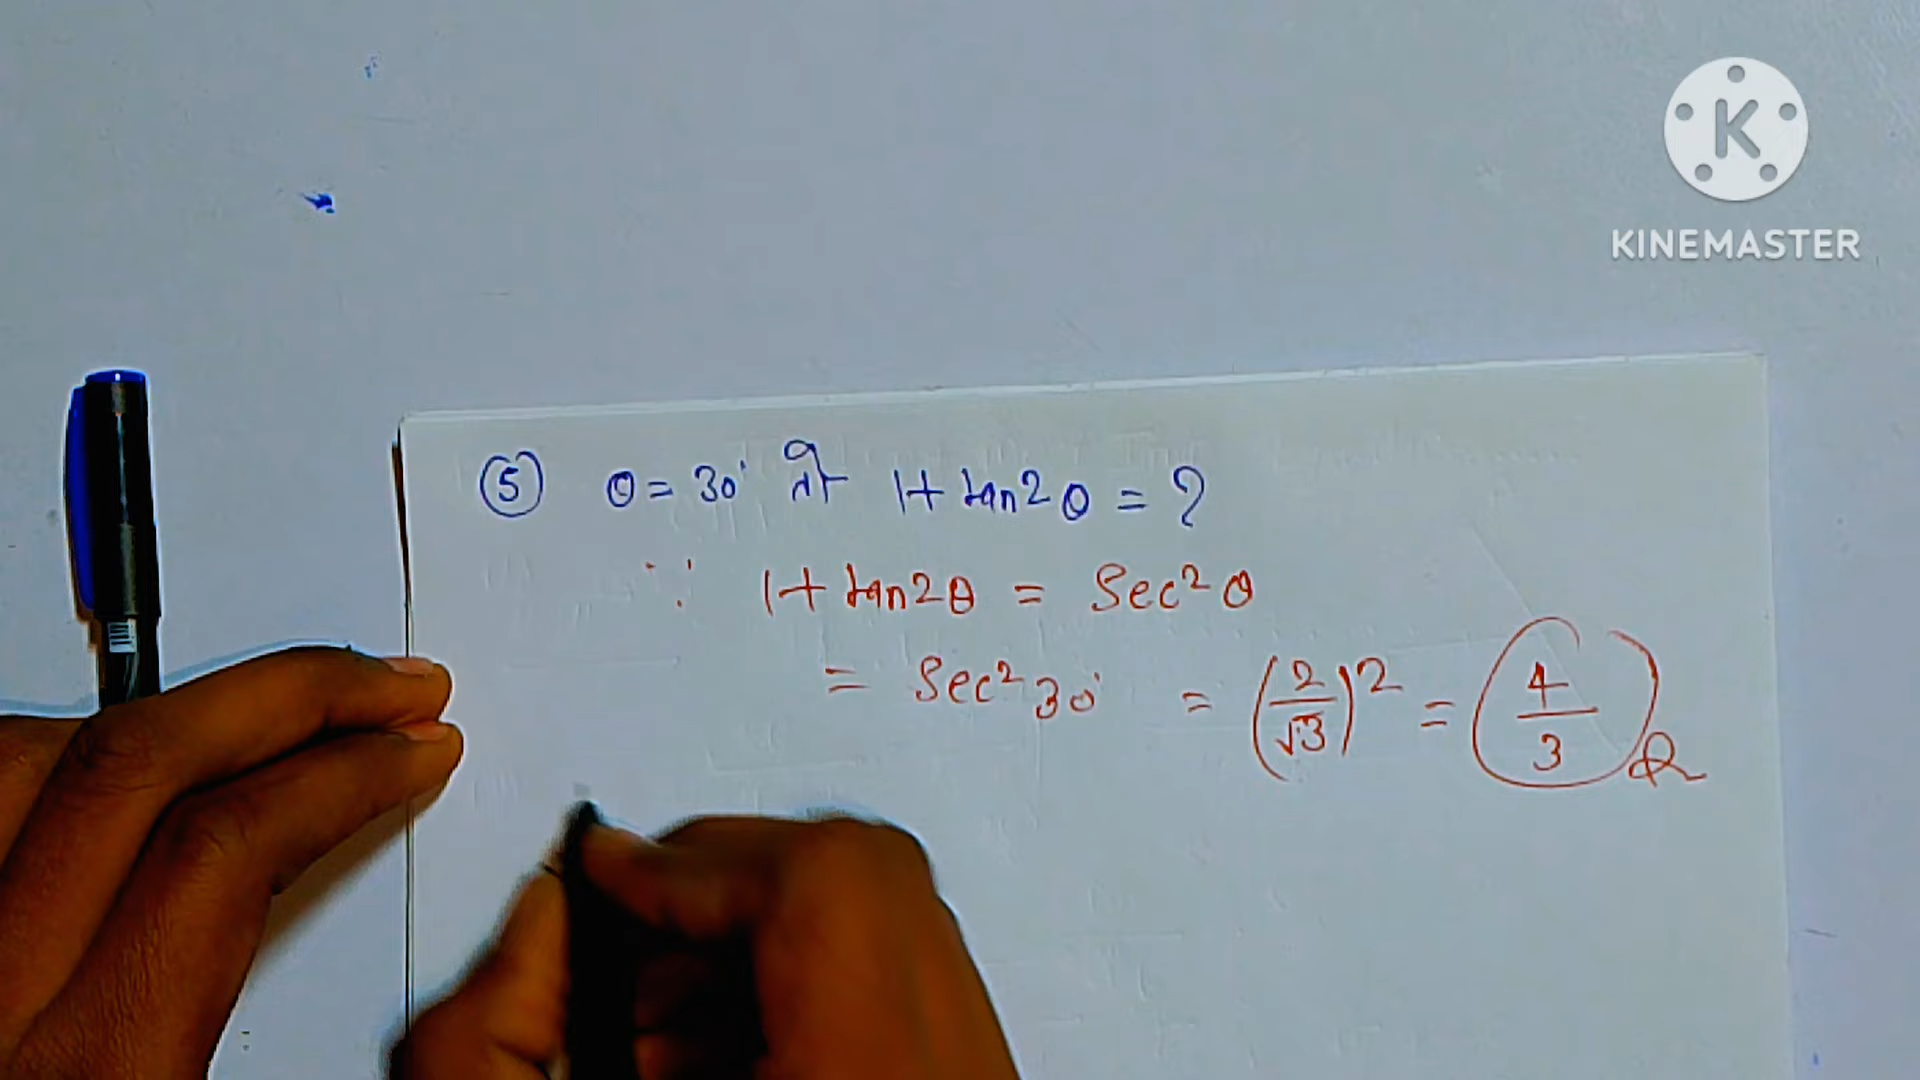 KINEMASTER
⑤ θ = 30° तो 1 + tan2θ = ?
∵ 1 + tan2θ = Sec²θ
= Sec²30° = (2/√3)² = 4/3